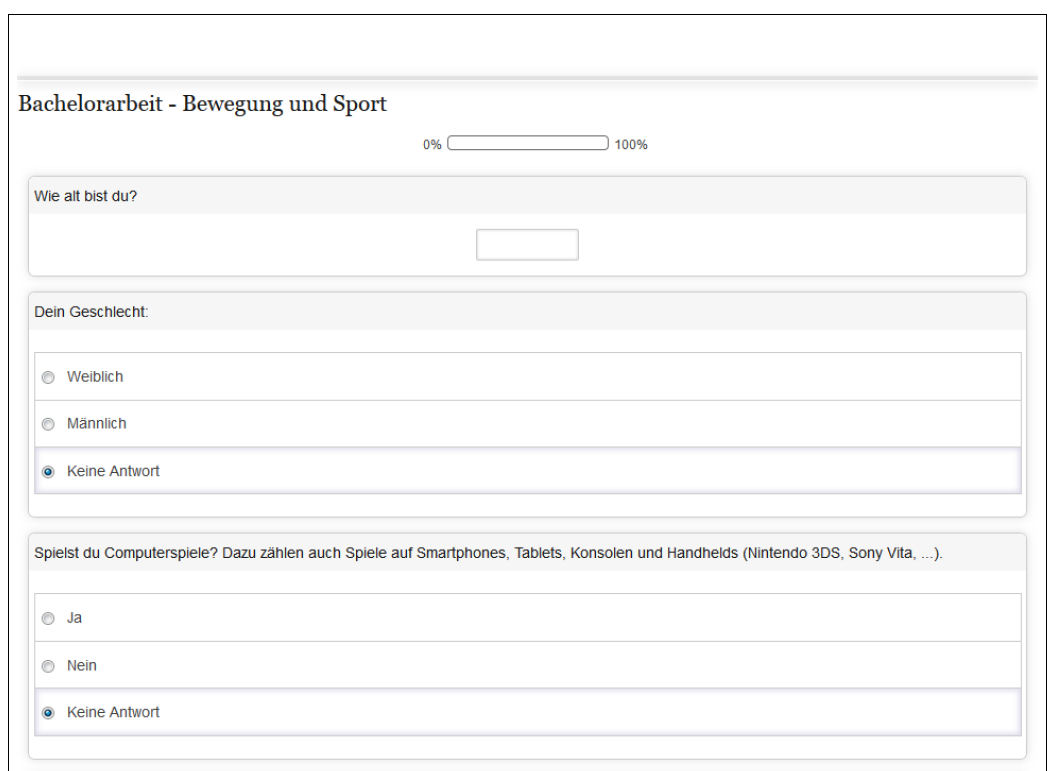 Bachelorarbeit - Bewegung und Sport
0% 100%
Wie alt bist du?
Dein Geschlecht:
Weiblich
Männlich
Keine Antwort
Spielst du Computerspiele? Dazu zählen auch Spiele auf Smartphones, Tablets, Konsolen und Handhelds (Nintendo 3DS, Sony Vita, ...).
Ja
Nein
Keine Antwort